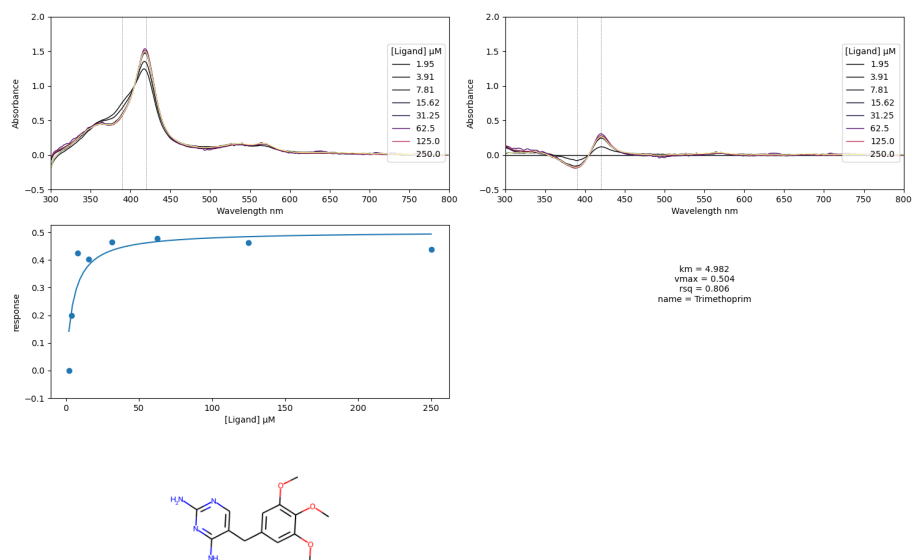 2.0
1.5
1.0
0.5
0.0
−0.5
Absorbance
300 350 400 450 500 550 600 650 700 750 800
Wavelength nm
[Ligand] µM
1.95
3.91
7.81
15.62
31.25
62.5
125.0
250.0
2.0
1.5
1.0
0.5
0.0
−0.5
Absorbance
300 350 400 450 500 550 600 650 700 750 800
Wavelength nm
[Ligand] µM
1.95
3.91
7.81
15.62
31.25
62.5
125.0
250.0
0.5
0.4
0.3
0.2
0.1
0.0
−0.1
response
0 50 100 150 200 250
[Ligand] µM
km = 4.982
vmax = 0.504
rsq = 0.806
name = Trimethoprim
H₂N
N
N
NH
O
O
O